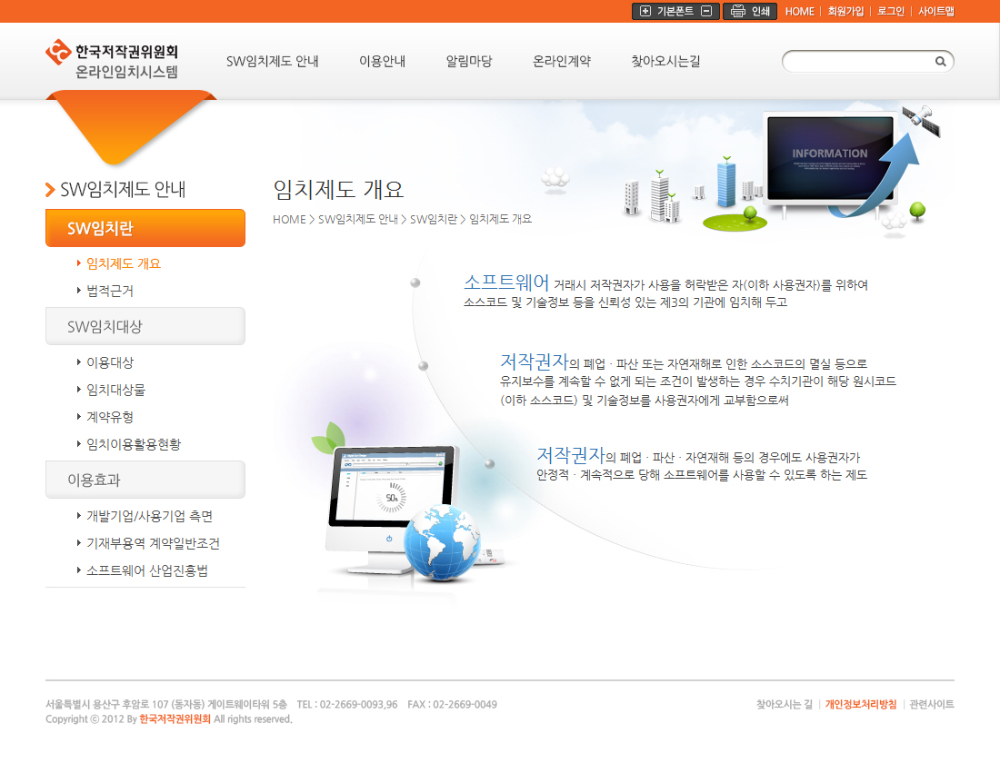 기본폰트 인쇄 HOME 회원가입 로그인 사이트맵
한국저작권위원회
온라인임치시스템
SW임치제도 안내 이용안내 알림마당 온라인계약 찾아오시는길
INFORMATION
SW임치제도 안내
SW임치란
임치제도 개요
법적근거
SW임치대상
이용대상
임치대상물
계약유형
임치이용활용현황
이용효과
개발기업/사용기업 측면
기재부용역 계약일반조건
소프트웨어 산업진흥법
임치제도 개요
HOME > SW임치제도 안내 > SW임치란 > 임치제도 개요
소프트웨어 거래시 저작권자가 사용을 허락받은 자(이하 사용권자)를 위하여
소스코드 및 기술정보 등을 신뢰성 있는 제3의 기관에 임치해 두고
저작권자의 폐업 · 파산 또는 자연재해로 인한 소스코드의 멸실 등으로
유지보수를 계속할 수 없게 되는 조건이 발생하는 경우 수치기관이 해당 원시코드
(이하 소스코드) 및 기술정보를 사용권자에게 교부함으로써
저작권자의 폐업 · 파산 · 자연재해 등의 경우에도 사용권자가
안정적 · 계속적으로 당해 소프트웨어를 사용할 수 있도록 하는 제도
50%
서울특별시 용산구 후암로 107 (동자동) 게이트웨이타워 5층 TEL : 02-2669-0093,96 FAX : 02-2669-0049
Copyright ⓒ 2012 By 한국저작권위원회 All rights reserved.
찾아오시는 길 | 개인정보처리방침 | 관련사이트